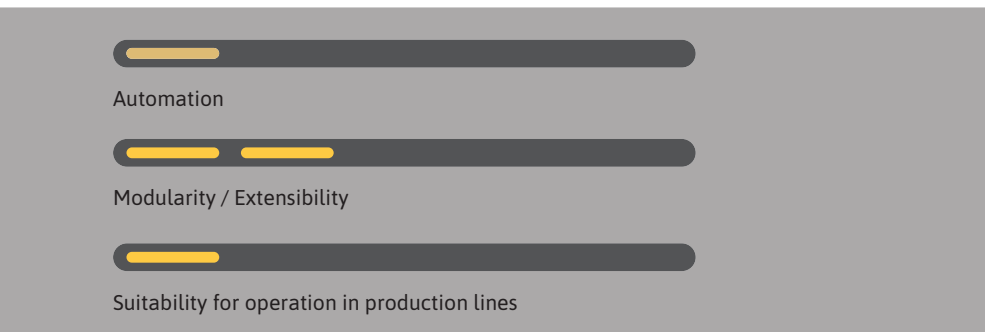 Automation
Modularity / Extensibility
Suitability for operation in production lines